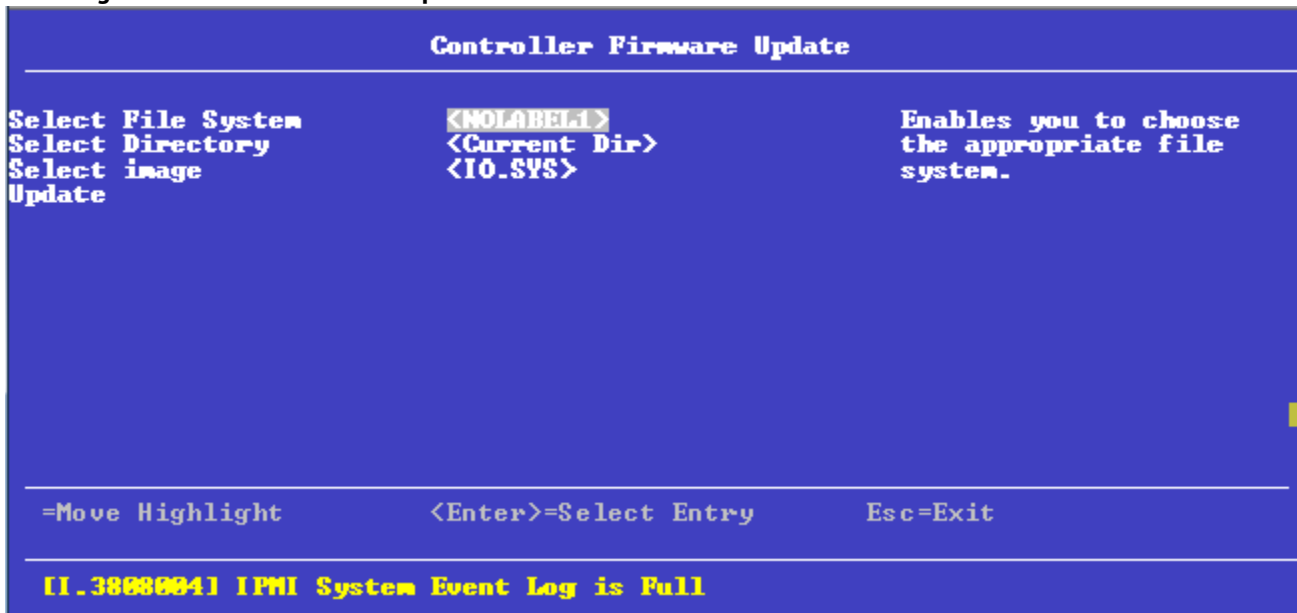 Controller Firmware Update
Select File System <NOLABEL1> Enables you to choose
Select Directory <Current Dir> the appropriate file
Select image <IO.SYS> system.
Update
=Move Highlight <Enter>=Select Entry Esc=Exit
[I.3808004] IPMI System Event Log is Full